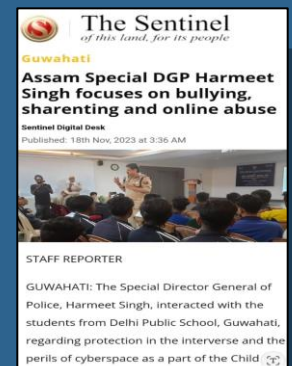 The Sentinel
of this land, for its people
Guwahati
Assam Special DGP Harmeet
Singh focuses on bullying,
sharenting and online abuse
Sentinel Digital Desk
Published: 18th Nov, 2023 at 3:36 AM
STAFF REPORTER
GUWAHATI: The Special Director General of
Police, Harmeet Singh, interacted with the
students from Delhi Public School, Guwahati,
regarding protection in the interverse and the
perils of cyberspace as a part of the Child